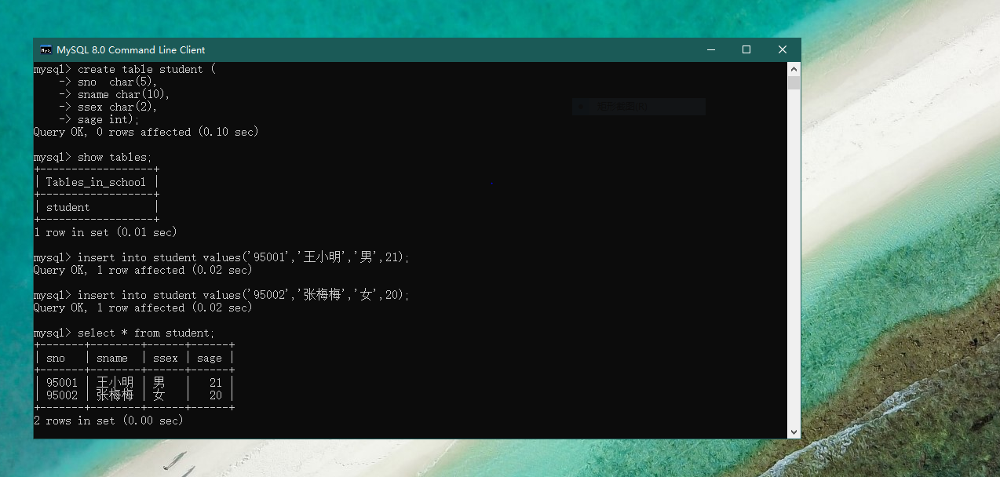 MySQL 8.0 Command Line Client
mysql> create table student (
    -> sno  char(5),
    -> sname char(10),
    -> ssex char(2),
    -> sage int);
Query OK, 0 rows affected (0.10 sec)
mysql> show tables;
+------------------+
| Tables_in_school |
+------------------+
| student          |
+------------------+
1 row in set (0.01 sec)
mysql> insert into student values('95001','王小明','男',21);
Query OK, 1 row affected (0.02 sec)
mysql> insert into student values('95002','张梅梅','女',20);
Query OK, 1 row affected (0.02 sec)
mysql> select * from student;
+-------+--------+------+------+
| sno   | sname  | ssex | sage |
+-------+--------+------+------+
| 95001 | 王小明 | 男   |   21 |
| 95002 | 张梅梅 | 女   |   20 |
+-------+--------+------+------+
2 rows in set (0.00 sec)